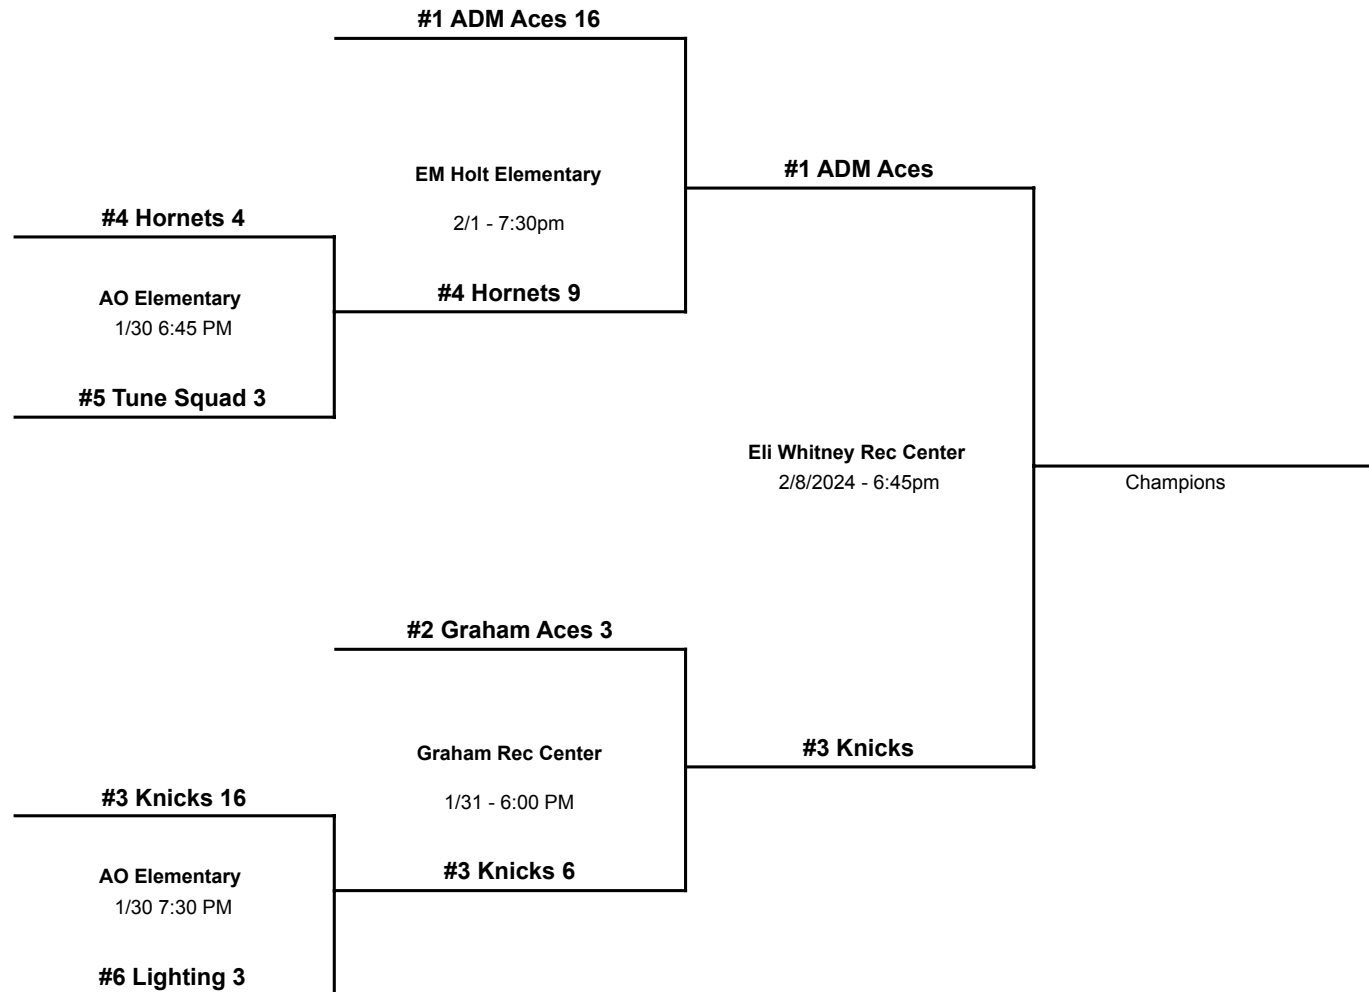 #1 ADM Aces 16
EM Holt Elementary
2/1 - 7:30pm
#1 ADM Aces
#4 Hornets 4
AO Elementary
1/30 6:45 PM
#4 Hornets 9
#5 Tune Squad 3
Eli Whitney Rec Center
2/8/2024 - 6:45pm
Champions
#2 Graham Aces 3
Graham Rec Center
1/31 - 6:00 PM
#3 Knicks
#3 Knicks 16
AO Elementary
1/30 7:30 PM
#3 Knicks 6
#6 Lighting 3